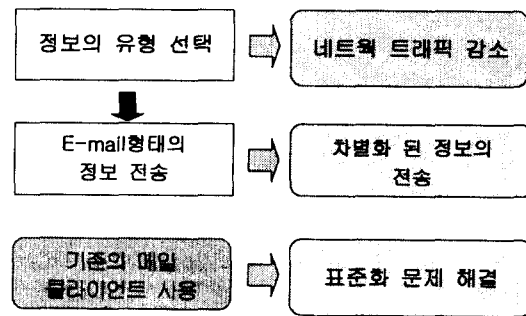 정보의 유형 선택
네트웍 트래픽 감소
E-mail형태의
정보 전송
차별화 된 정보의
전송
기존의 메일
클라이언트 사용
표준화 문제 해결